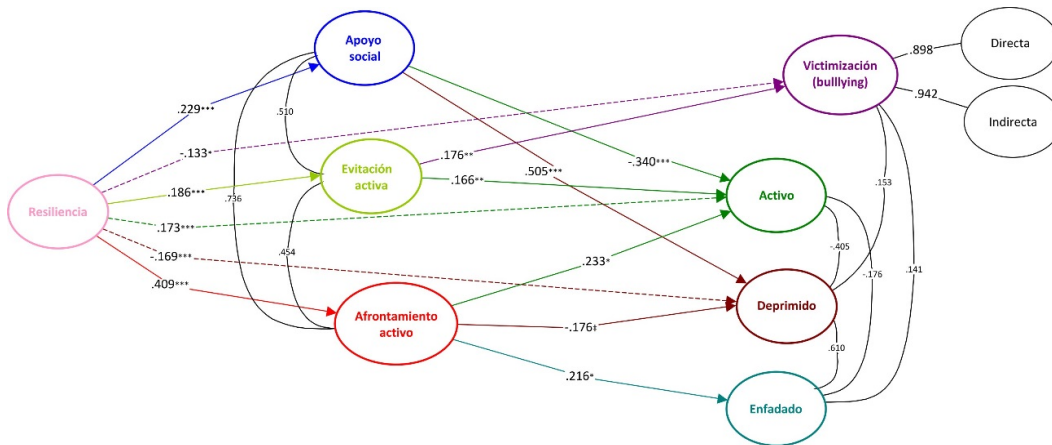 Apoyo
social
Victimización
(bulllying)
.898
Directa
.942
Indirecta
.229***
.510
-.133*
Evitación
activa
.176**
-.340***
.505***
.166**
.186***
Resiliencia
.736
Activo
.153
.173***
-.169***
.454
.233*
-.405
-.176
.141
.409***
Afrontamiento
activo
-.176‡
Deprimido
.610
.216*
Enfadado